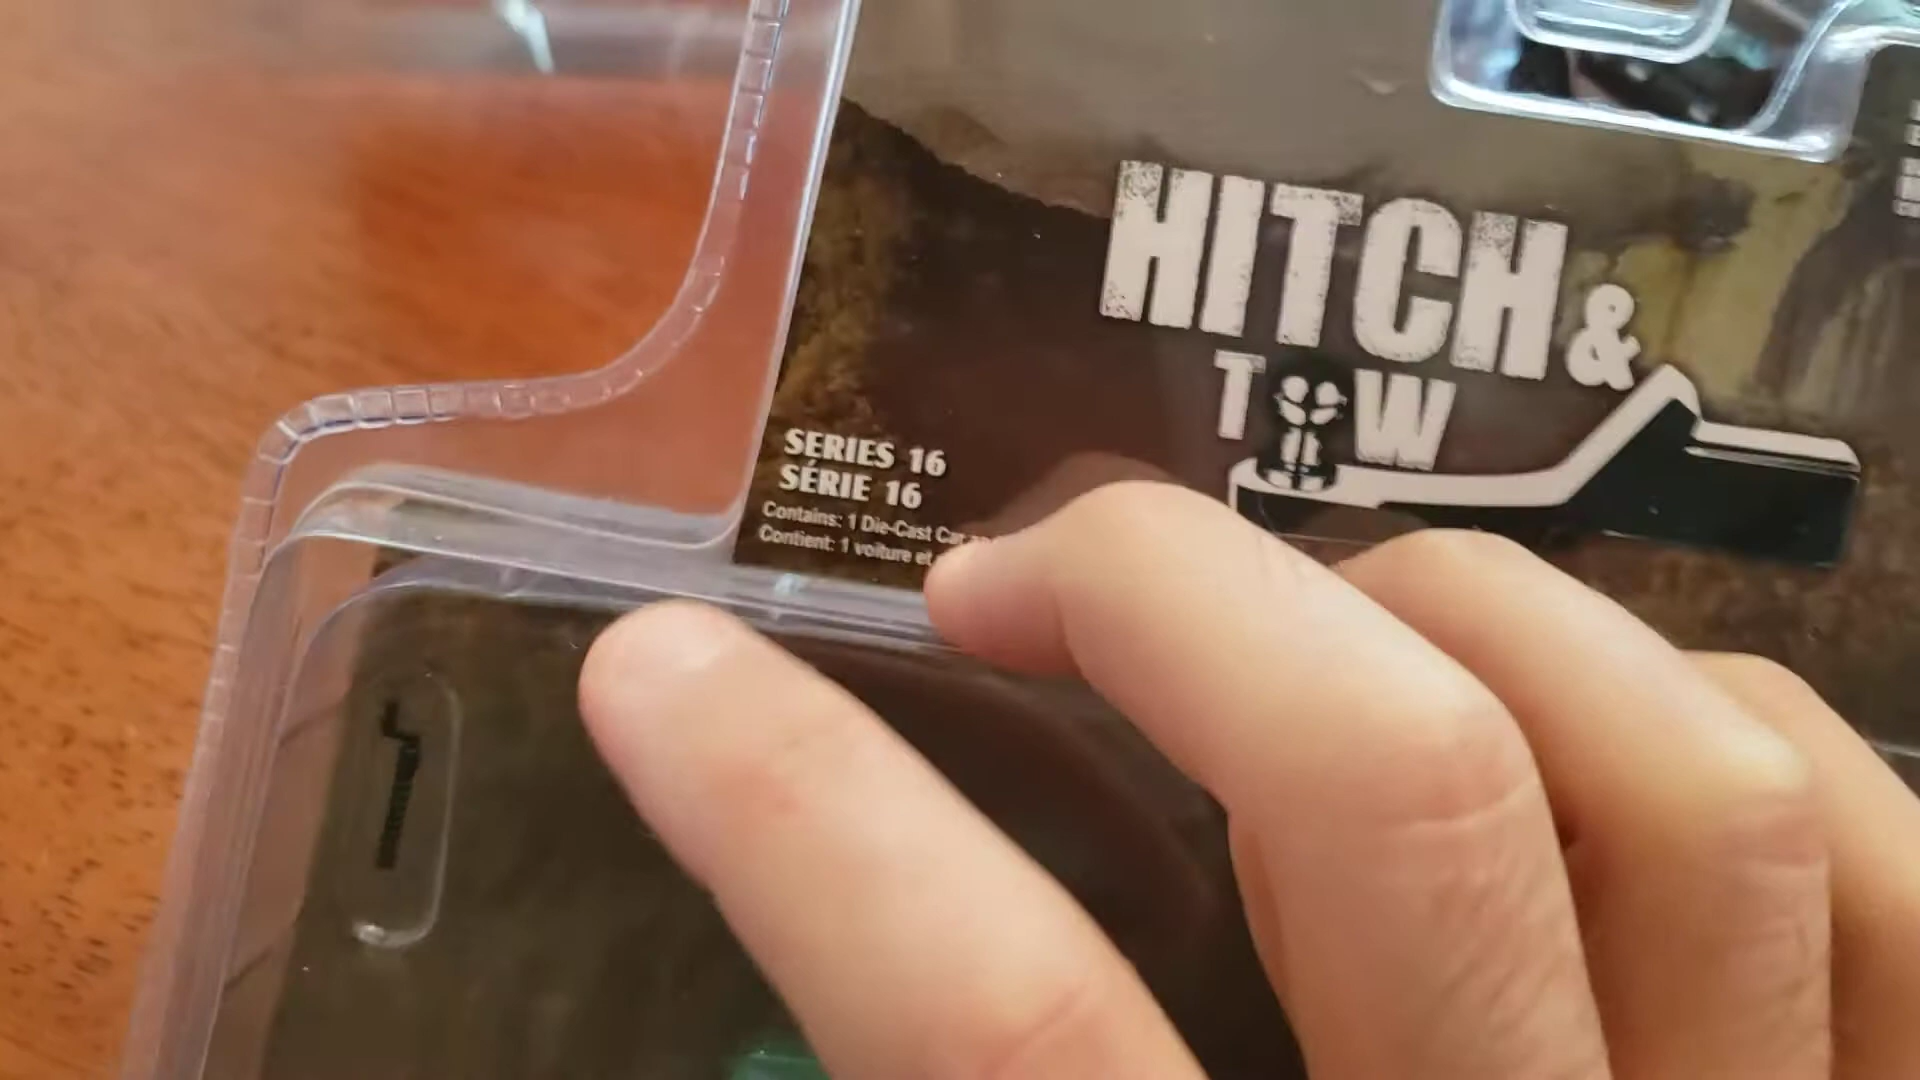 HITCH &
TOW
SERIES 16
SÉRIE 16
Contains: 1 Die-Cast Car
Contient: 1 voiture et